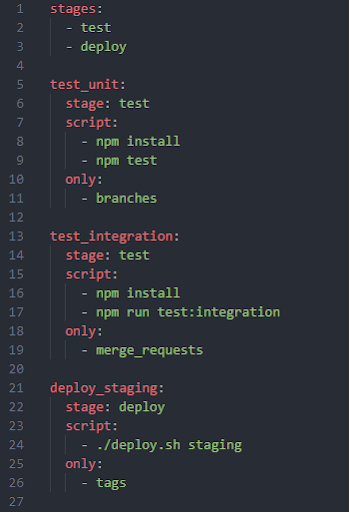 1 stages:
2   - test
3   - deploy
4
5 test_unit:
6   stage: test
7   script:
8     - npm install
9     - npm test
10   only:
11     - branches
12
13 test_integration:
14   stage: test
15   script:
16     - npm install
17     - npm run test:integration
18   only:
19     - merge_requests
20
21 deploy_staging:
22   stage: deploy
23   script:
24     - ./deploy.sh staging
25   only:
26     - tags
27